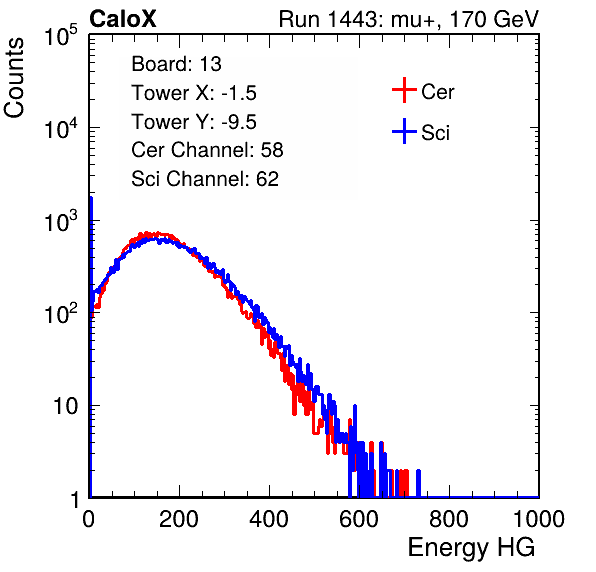 CaloX
Run 1443: mu+, 170 GeV
Counts
Board: 13
Tower X: -1.5
Tower Y: -9.5
Cer Channel: 58
Sci Channel: 62
Cer
Sci
10^5
10^4
10^3
10^2
10
1
0 200 400 600 800 1000
Energy HG